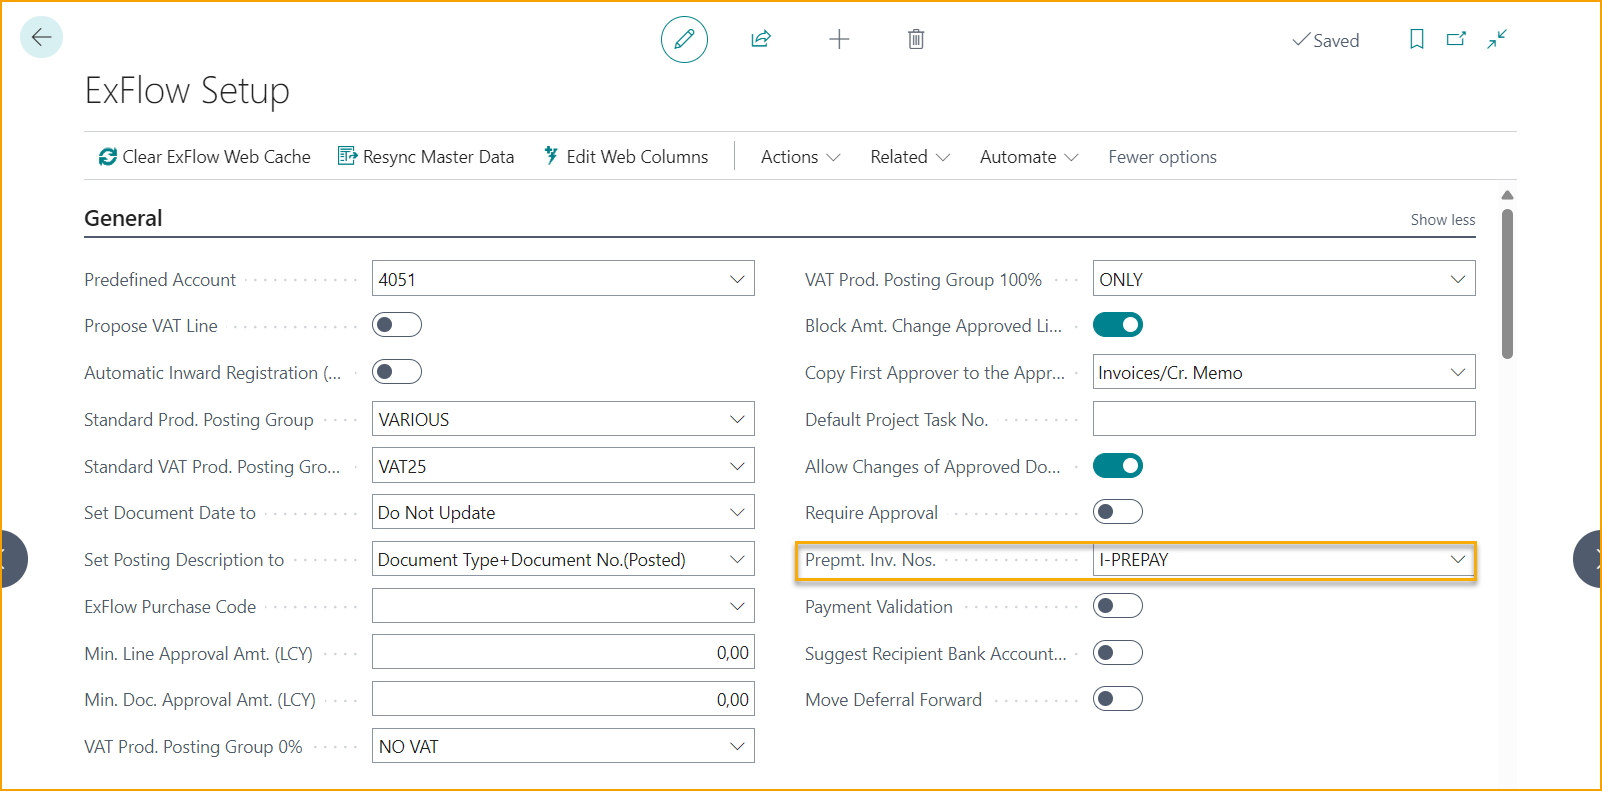 Saved
ExFlow Setup
Clear ExFlow Web Cache Resync Master Data Edit Web Columns Actions Related Automate Fewer options
General Show less
Predefined Account 4051
Propose VAT Line
Automatic Inward Registration (...
Standard Prod. Posting Group VARIOUS
Standard VAT Prod. Posting Gro... VAT25
Set Document Date to Do Not Update
Set Posting Description to Document Type+Document No.(Posted)
ExFlow Purchase Code
Min. Line Approval Amt. (LCY) 0,00
Min. Doc. Approval Amt. (LCY) 0,00
VAT Prod. Posting Group 0% NO VAT
VAT Prod. Posting Group 100% ONLY
Block Amt. Change Approved Li...
Copy First Approver to the Appr... Invoices/Cr. Memo
Default Project Task No.
Allow Changes of Approved Do...
Require Approval
Prepmt. Inv. Nos. I-PREPAY
Payment Validation
Suggest Recipient Bank Account...
Move Deferral Forward